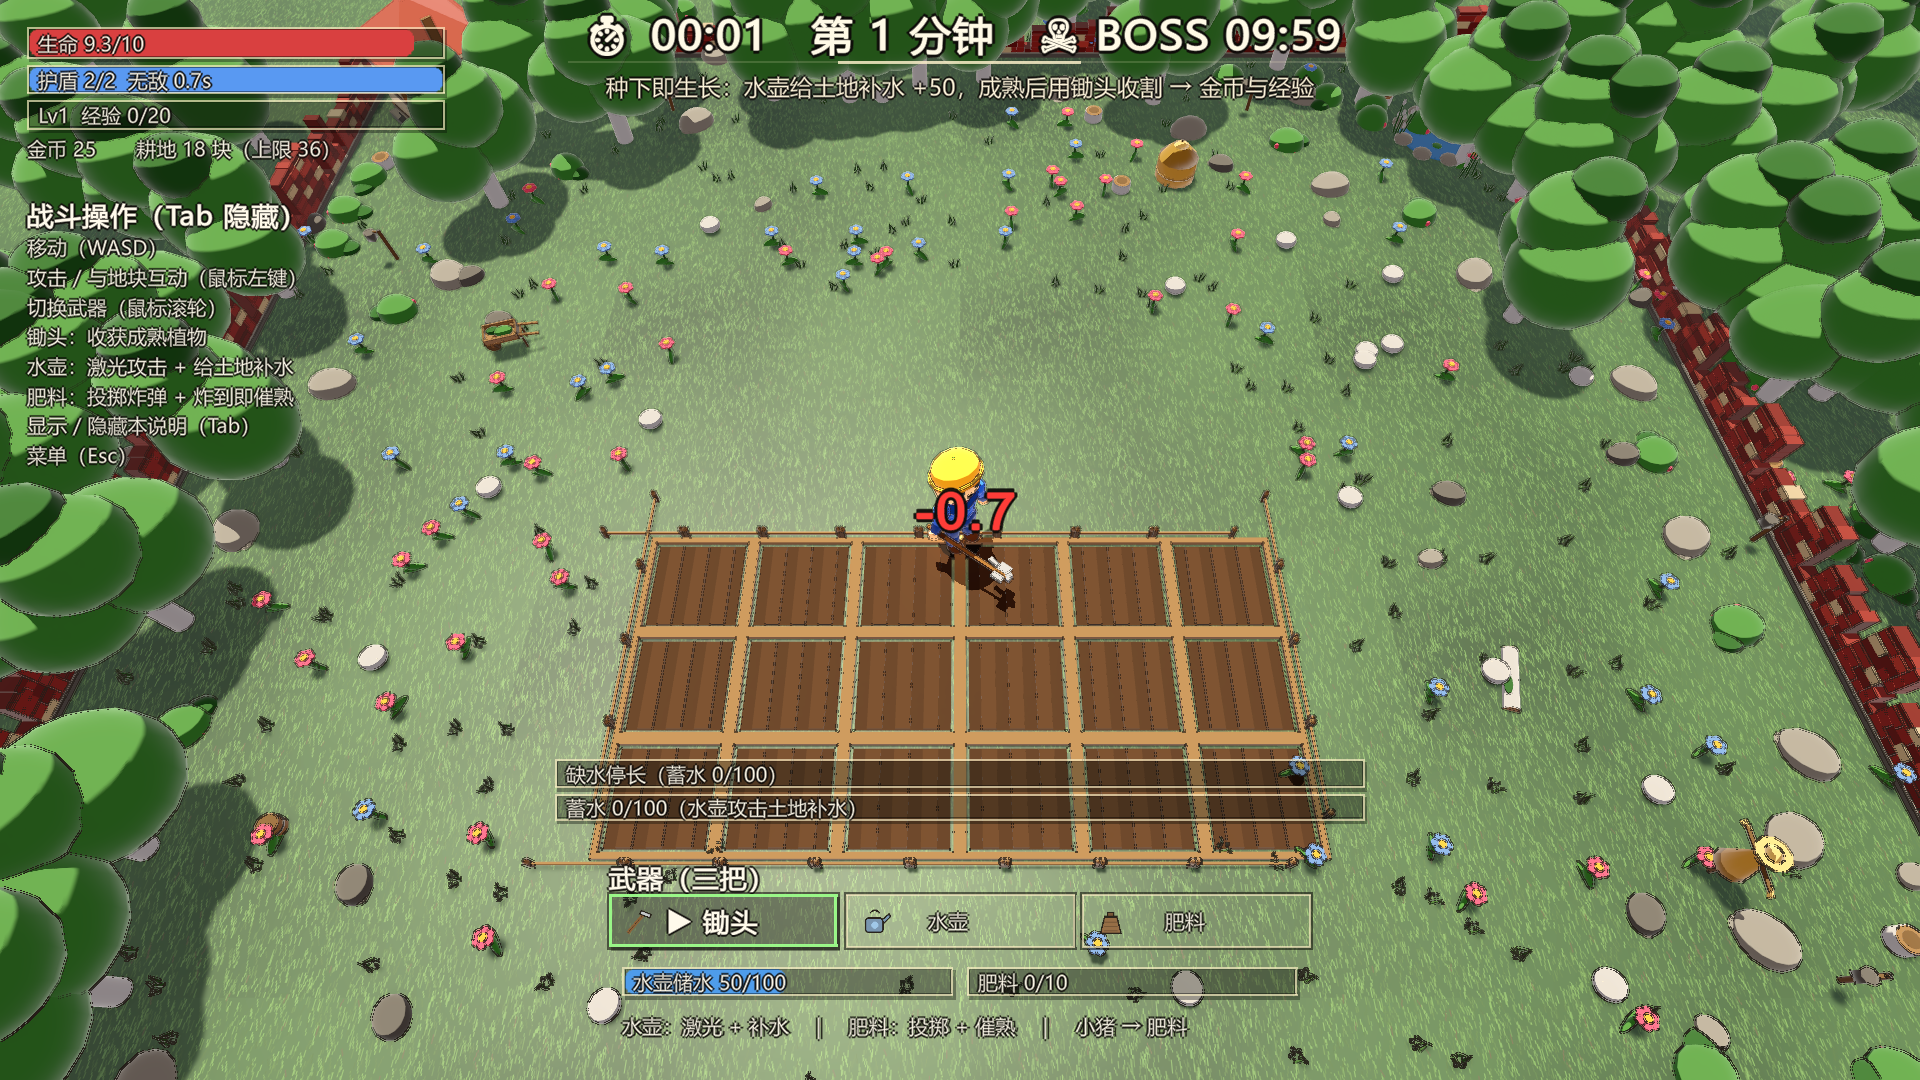 00:01 第 1 分钟 BOSS 09:59
种下即生长：水壶给土地补水 +50，成熟后用锄头收割 → 金币与经验
生命 9.3/10
护盾 2/2 无敌 0.7s
Lv1 经验 0/20
金币 25 耕地 18 块（上限 36）
战斗操作（Tab 隐藏）
移动（WASD）
攻击 / 与地块互动（鼠标左键）
切换武器（鼠标滚轮）
锄头：收获成熟植物
水壶：激光攻击 + 给土地补水
肥料：投掷炸弹 + 炸到即催熟
显示 / 隐藏本说明（Tab）
菜单（Esc）
-0.7
缺水停长（蓄水 0/100）
蓄水 0/100（水壶攻击土地补水）
武器（三把）
▶ 锄头
水壶
肥料
水壶储水 50/100
肥料 0/10
水壶：激光 + 补水 | 肥料：投掷 + 催熟 | 小猪 → 肥料